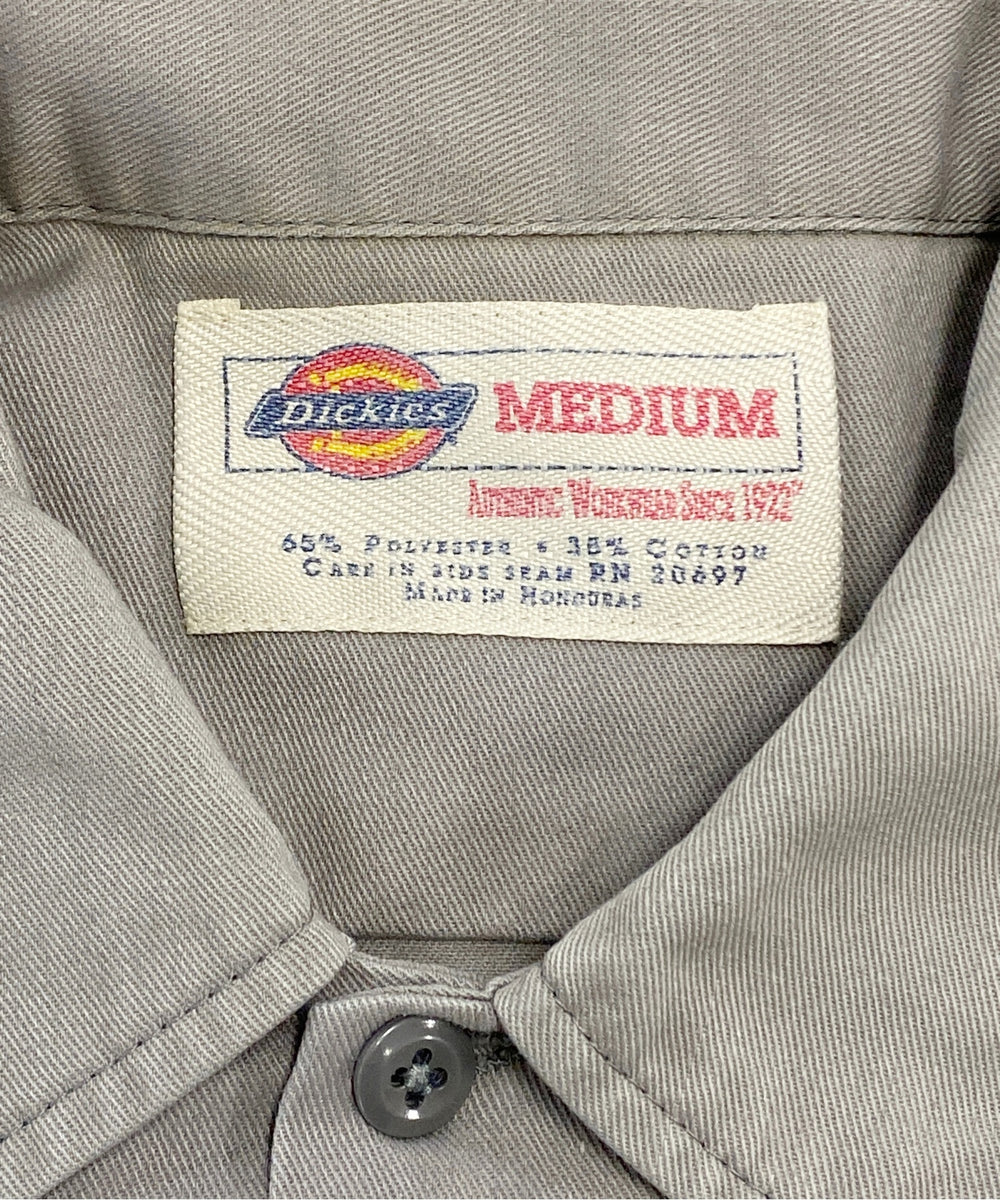 Dickies MEDIUM
AUTHENTIC WORKWEAR SINCE 1922
65% POLYESTER • 35% COTTON
CARE IN SIDE SEAM RN 20697
MADE IN HONDURAS